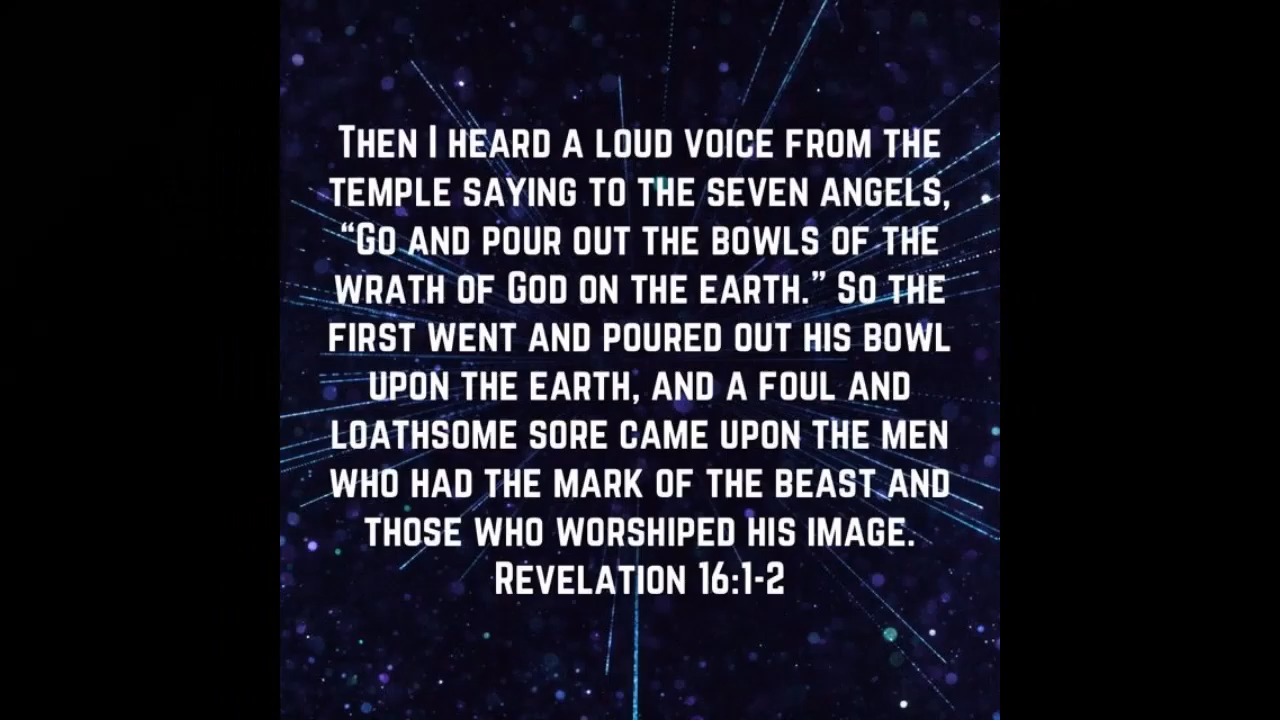 Then I heard a loud voice from the
temple saying to the seven angels,
“Go and pour out the bowls of the
wrath of God on the earth.” So the
first went and poured out his bowl
upon the earth, and a foul and
loathsome sore came upon the men
who had the mark of the beast and
those who worshiped his image.
Revelation 16:1-2